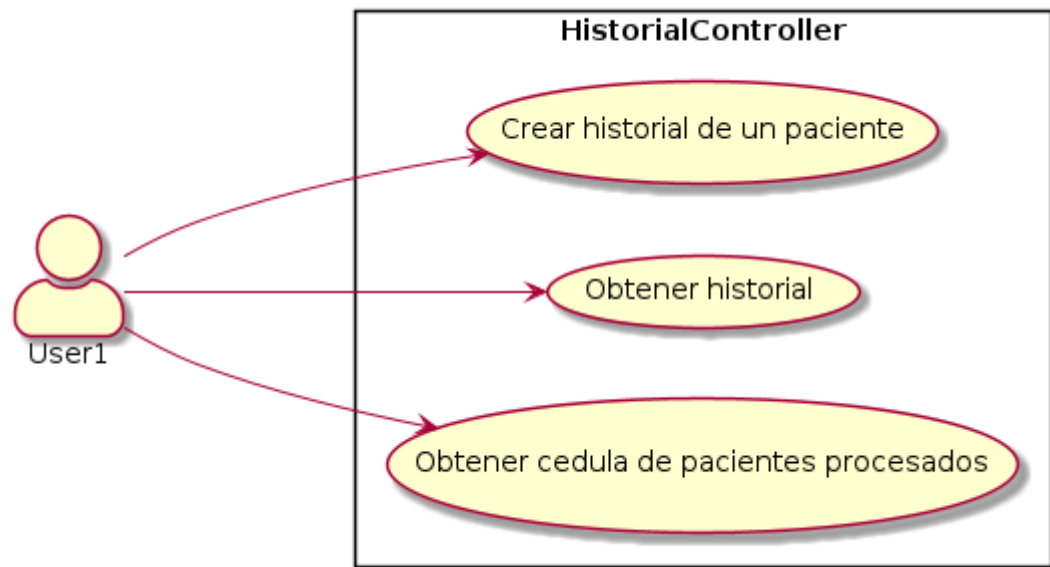 HistorialController
Crear historial de un paciente
Obtener historial
User1
Obtener cedula de pacientes procesados